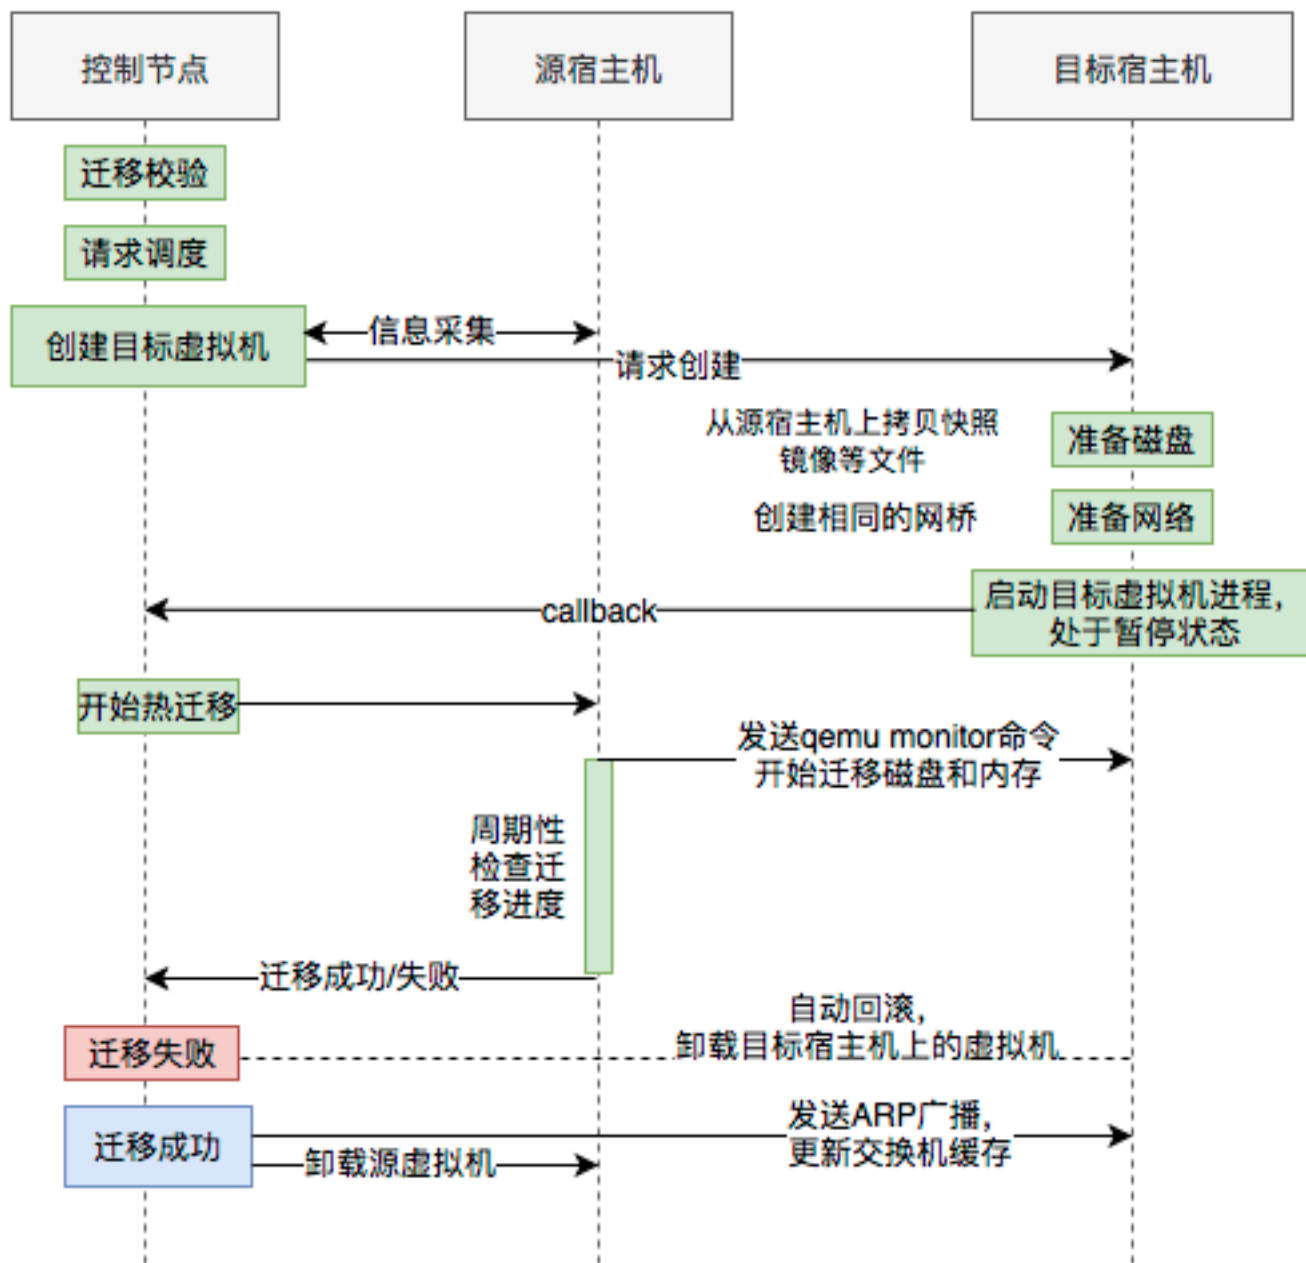 控制节点
源宿主机
目标宿主机
迁移校验
请求调度
创建目标虚拟机
信息采集
请求创建
从源宿主机上拷贝快照
镜像等文件
准备磁盘
创建相同的网桥
准备网络
启动目标虚拟机进程，
处于暂停状态
callback
开始热迁移
发送qemu monitor命令
开始迁移磁盘和内存
周期性
检查迁
移进度
迁移成功/失败
自动回滚，
卸载目标宿主机上的虚拟机
迁移失败
发送ARP广播，
更新交换机缓存
迁移成功
卸载源虚拟机